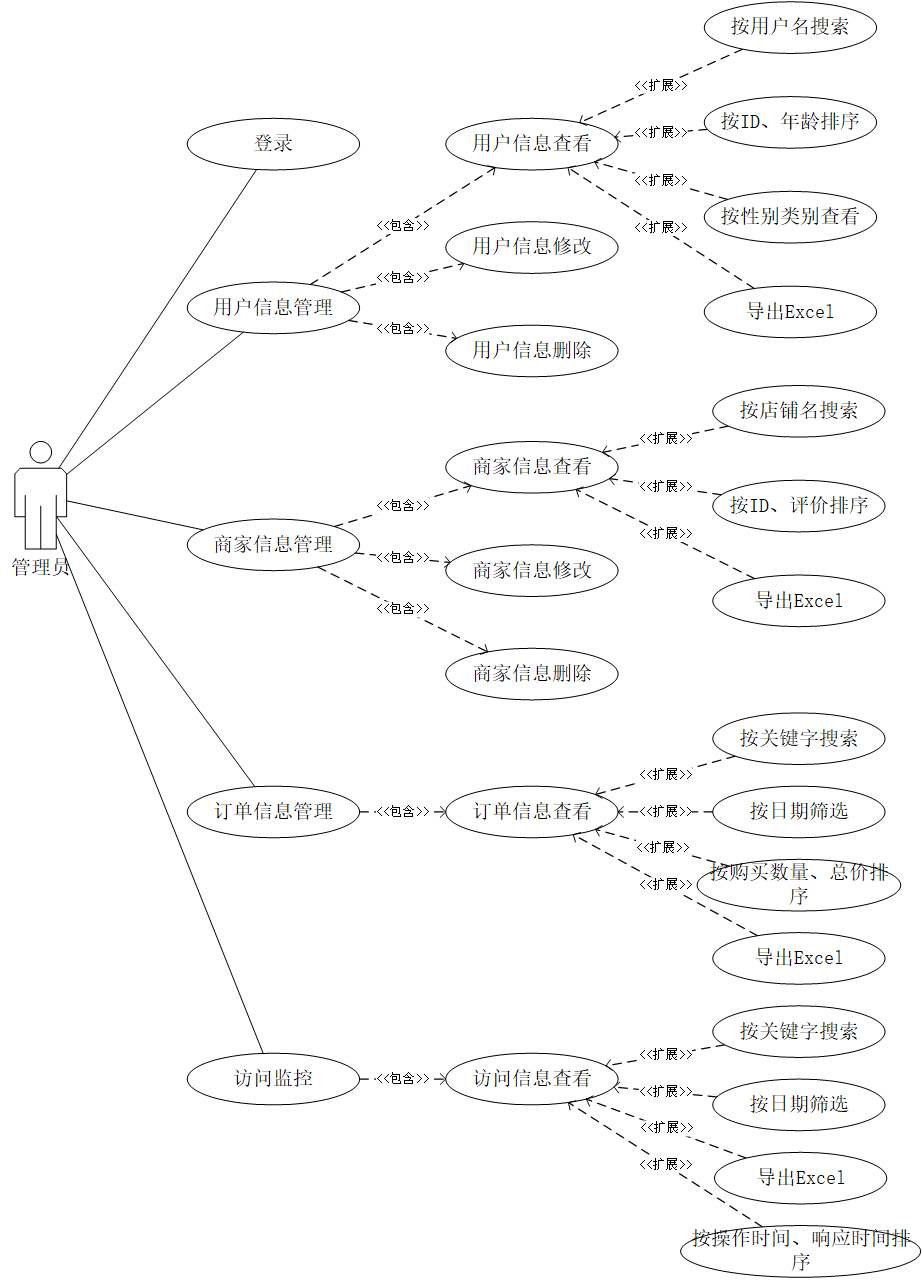 按用户名搜索
<<扩展>>
按ID、年龄排序
<<扩展>>
登录
用户信息查看
<<扩展>>
按性别类别查看
<<包含>>
<<扩展>>
用户信息修改
<<包含>>
用户信息管理
导出Excel
<<包含>>
用户信息删除
按店铺名搜索
<<扩展>>
商家信息查看
<<扩展>>
<<包含>>
按ID、评价排序
<<扩展>>
商家信息管理
<<包含>>
管理员
商家信息修改
导出Excel
<<包含>>
商家信息删除
按关键字搜索
<<扩展>>
订单信息管理
<<包含>>
订单信息查看
<<扩展>>
按日期筛选
<<扩展>>
按购买数量、总价排
序
<<扩展>>
导出Excel
按关键字搜索
<<扩展>>
访问监控
<<包含>>
访问信息查看
<<扩展>>
按日期筛选
<<扩展>>
<<扩展>>
导出Excel
按操作时间、响应时间排
序